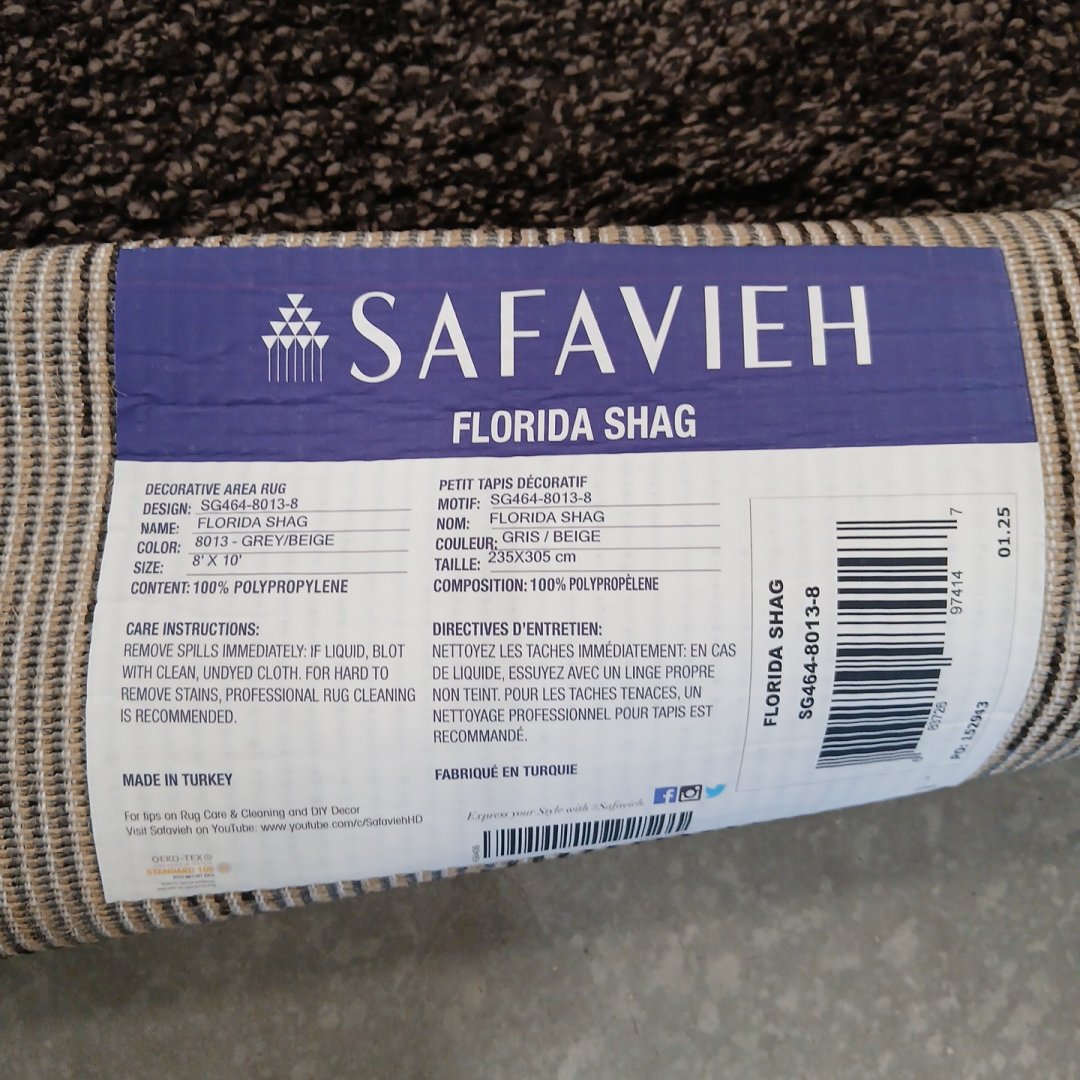 SAFAVIEH
FLORIDA SHAG
DECORATIVE AREA RUG
DESIGN: SG464-8013-8
NAME: FLORIDA SHAG
COLOR: 8013 - GREY/BEIGE
SIZE: 8' X 10'
CONTENT: 100% POLYPROPYLENE
CARE INSTRUCTIONS:
REMOVE SPILLS IMMEDIATELY: IF LIQUID, BLOT
WITH CLEAN, UNDYED CLOTH. FOR HARD TO
REMOVE STAINS, PROFESSIONAL RUG CLEANING
IS RECOMMENDED.
MADE IN TURKEY
For tips on Rug Care & Cleaning and DIY Decor
Visit Safavieh on YouTube: www.youtube.com/c/SafaviehHD
OEKO-TEX
STANDARD 100
PETIT TAPIS DÉCORATIF
MOTIF: SG464-8013-8
NOM: FLORIDA SHAG
COULEUR: GRIS / BEIGE
TAILLE: 235X305 cm
COMPOSITION: 100% POLYPROPÈLENE
DIRECTIVES D'ENTRETIEN:
NETTOYEZ LES TACHES IMMÉDIATEMENT: EN CAS
DE LIQUIDE, ESSUYEZ AVEC UN LINGE PROPRE
NON TEINT. POUR LES TACHES TENACES, UN
NETTOYAGE PROFESSIONNEL POUR TAPIS EST
RECOMMANDÉ.
FABRIQUÉ EN TURQUIE
Express your Style with #Safavieh.
FLORIDA SHAG
SG464-8013-8
83726 97414 7
PO: 152943
01.25